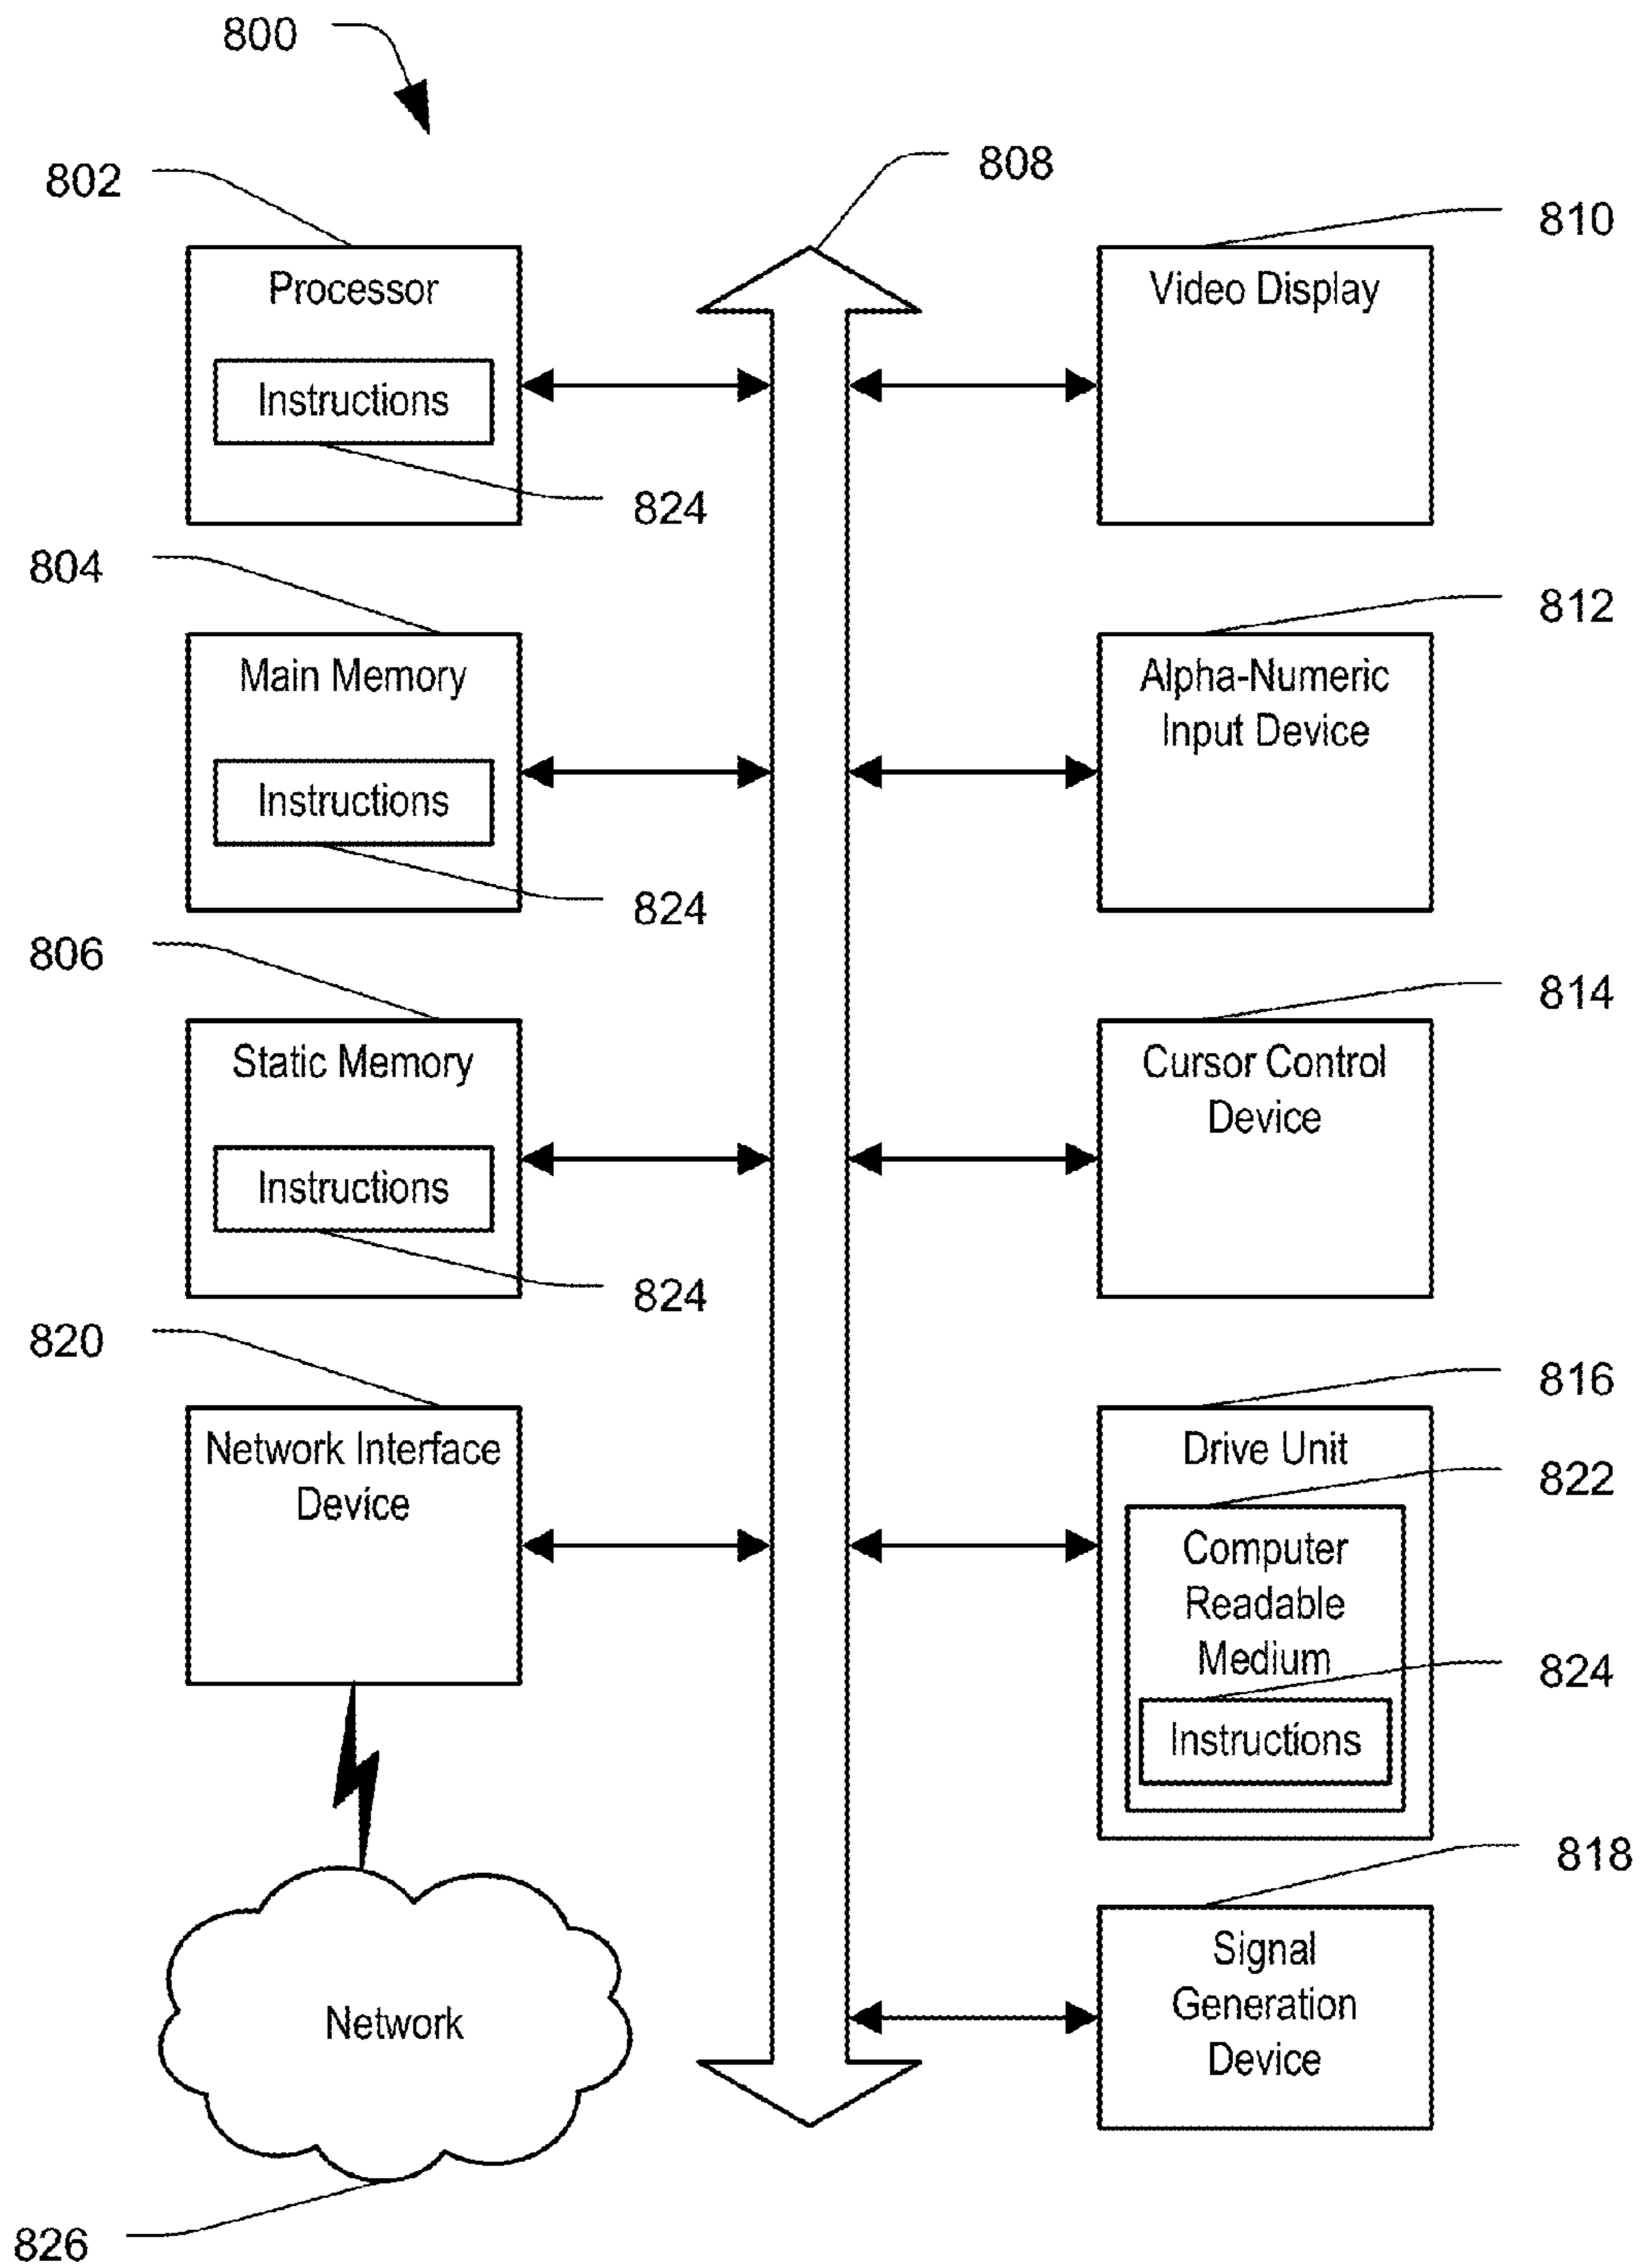 800
802
808
810
Processor
Instructions
824
Video Display
804
812
Main Memory
Instructions
824
Alpha-Numeric
Input Device
806
814
Static Memory
Instructions
824
Cursor Control
Device
820
816
Network Interface
Device
Drive Unit
822
Computer
Readable
Medium
824
Instructions
818
Signal
Generation
Device
Network
826